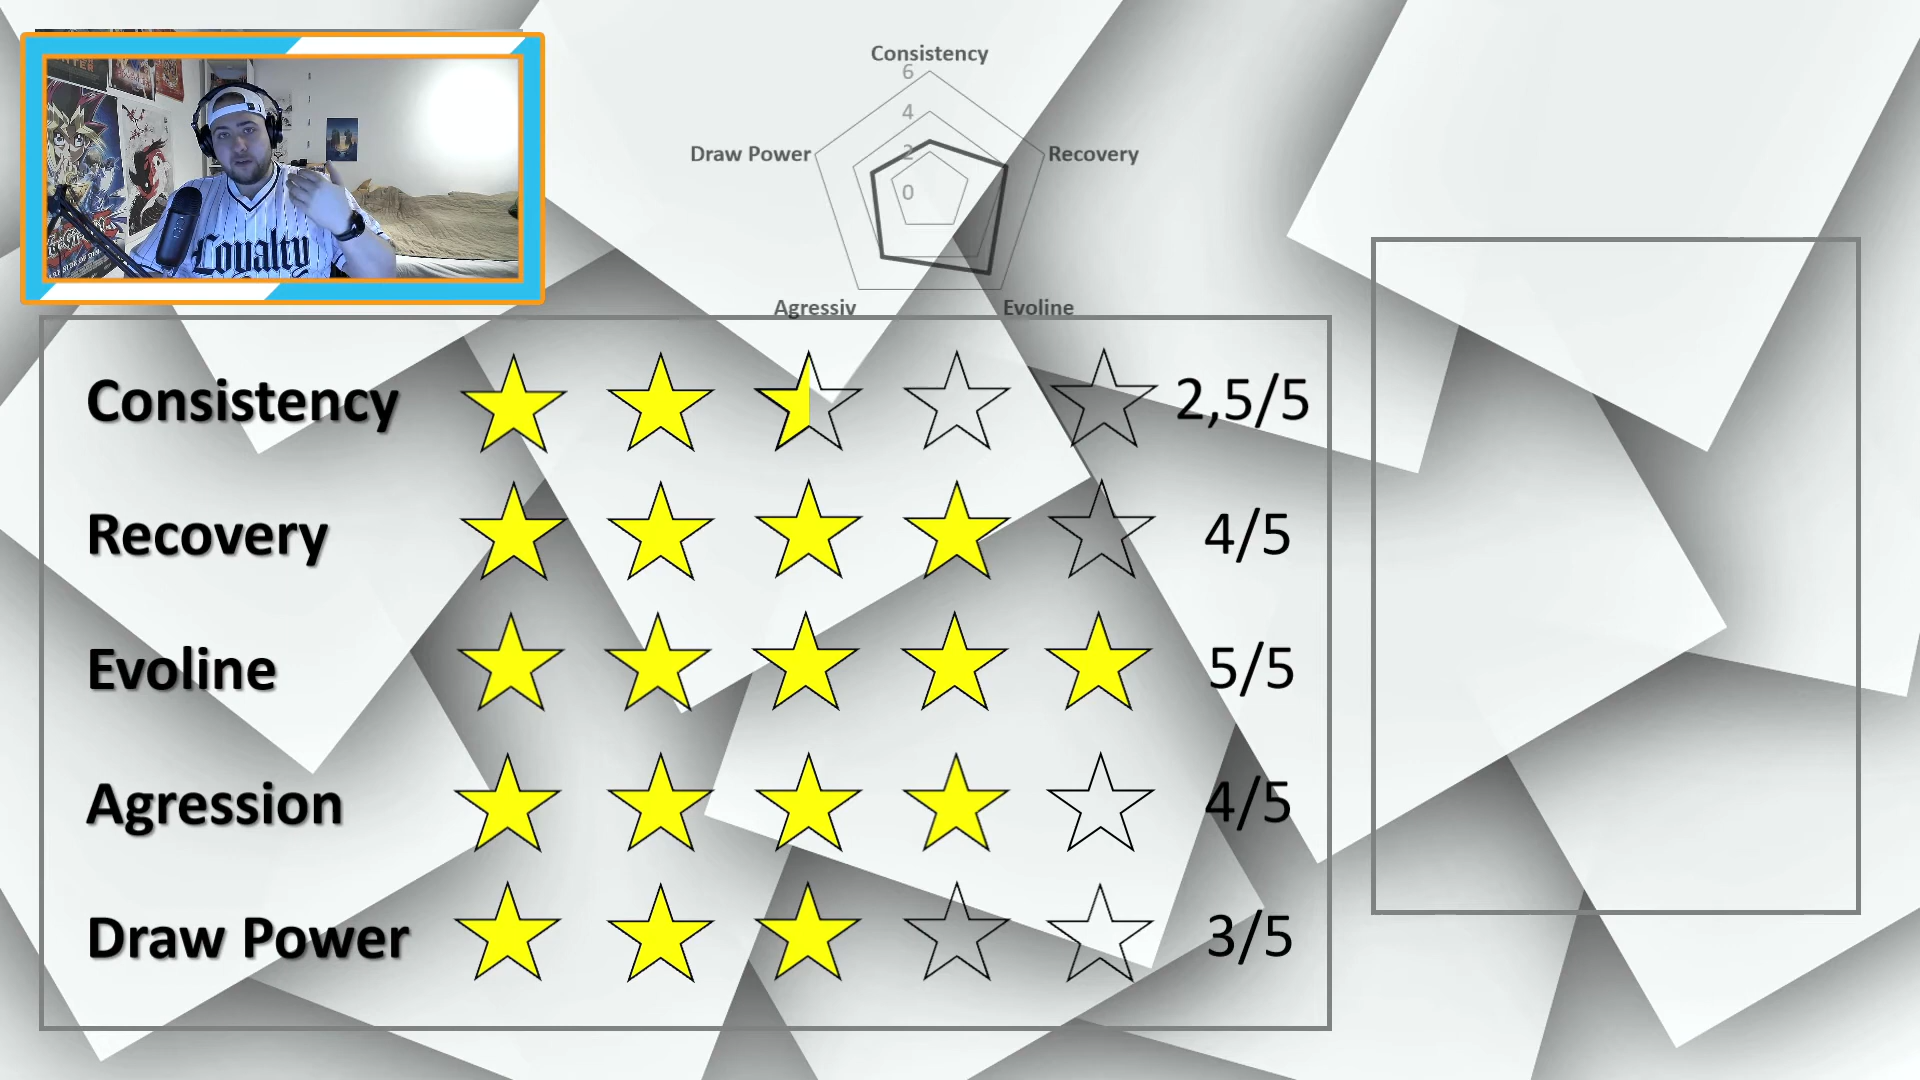 Consistency
6
4
2
0
Draw Power
Recovery
Agressiv
Evoline
Loyalty
Consistency 2,5/5
Recovery 4/5
Evoline 5/5
Agression 4/5
Draw Power 3/5